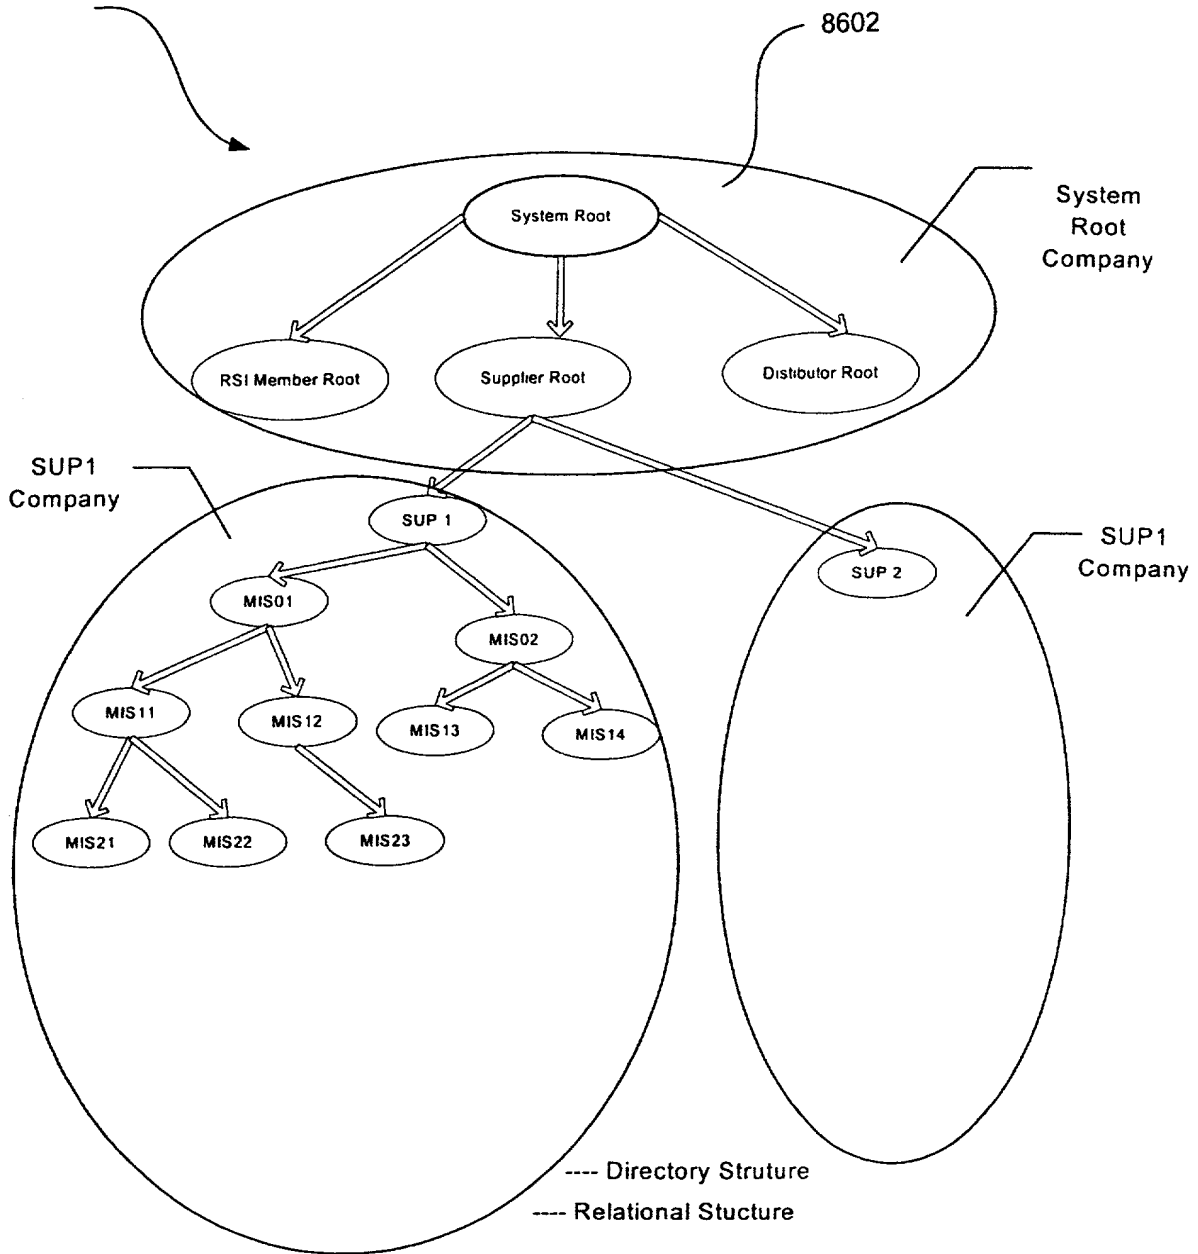 8602
System Root
System
Root
Company
RSI Member Root
Supplier Root
Distibutor Root
SUP1
Company
SUP 1
SUP1
Company
SUP 2
MIS01
MIS02
MIS11
MIS12
MIS13
MIS14
MIS21
MIS22
MIS23
---- Directory Struture
---- Relational Stucture